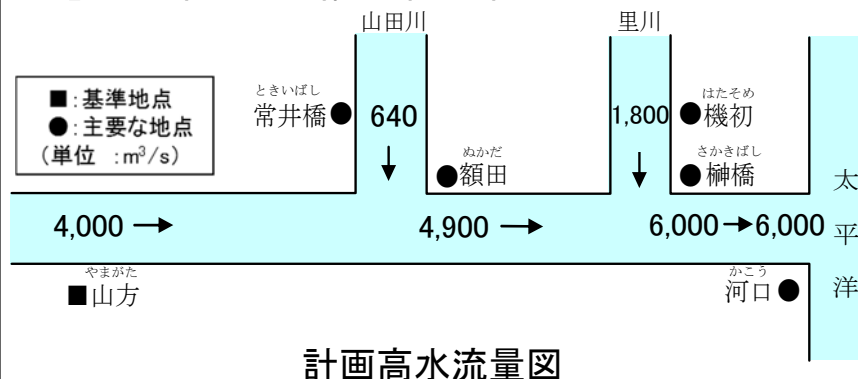 山田川
里川
■:基準地点
●:主要な地点
(単位 :m³/s)
ときいばし
常井橋●
640
1,800
はたそめ
●機初
ぬかだ
●額田
さかきばし
●榊橋
太平洋
4,000
4,900
6,000
6,000
やまがた
■山方
かこう
河口●
計画高水流量図